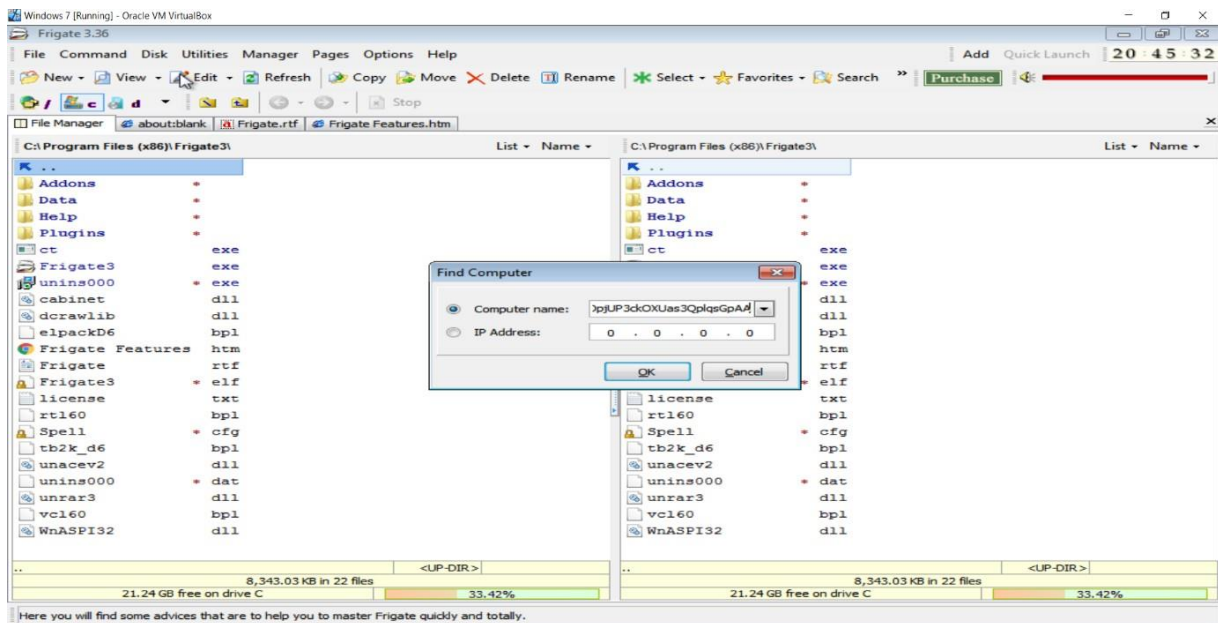 Windows 7 [Running] - Oracle VM VirtualBox
Frigate 3.36
File Command Disk Utilities Manager Pages Options Help Add Quick Launch 20:45:32
New View Edit Refresh Copy Move Delete Rename Select Favorites Search » Purchase
/ c d Stop
File Manager about:blank Frigate.rtf Frigate Features.htm
C:\Program Files (x86)\Frigate3\ List Name C:\Program Files (x86)\Frigate3\ List Name
.. ..
Addons * Addons *
Data * Data *
Help * Help *
Plugins * Plugins *
ct exe ct exe
Frigate3 exe exe
unins000 * exe * exe
cabinet dll dll
dcrawlib dll dll
elpackD6 bpl bpl
Frigate Features htm htm
Frigate rtf rtf
Frigate3 * elf * elf
license txt license txt
rtl60 bpl rtl60 bpl
Spell * cfg Spell * cfg
tb2k_d6 bpl tb2k_d6 bpl
unacev2 dll unacev2 dll
unins000 * dat unins000 * dat
unrar3 dll unrar3 dll
vcl60 bpl vcl60 bpl
WnASPI32 dll WnASPI32 dll
Find Computer
Computer name:
IP Address: 0 . 0 . 0 . 0
OK Cancel
.. <UP-DIR> .. <UP-DIR>
8,343.03 KB in 22 files 8,343.03 KB in 22 files
21.24 GB free on drive C 33.42% 21.24 GB free on drive C 33.42%
Here you will find some advices that are to help you to master Frigate quickly and totally.